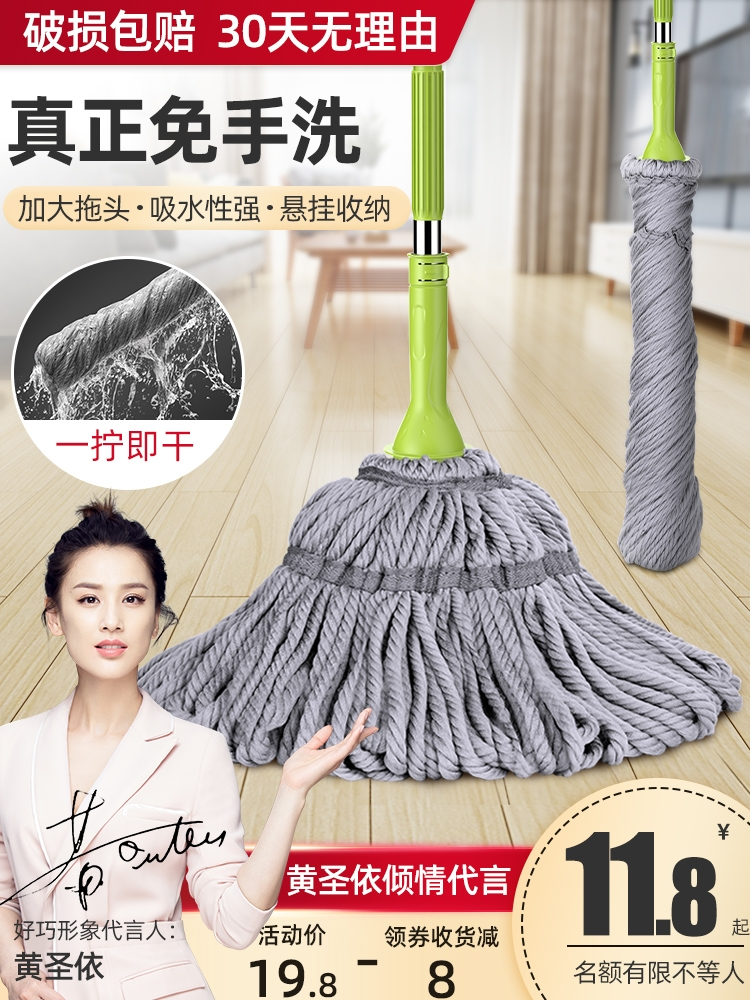 破损包赔 30天无理由
真正免手洗
加大拖头·吸水性强·悬挂收纳
一拧即干
黄圣依倾情代言
好巧形象代言人:
黄圣依
活动价
19.8
-
领券收货减
8
¥
11.8起
名额有限不等人